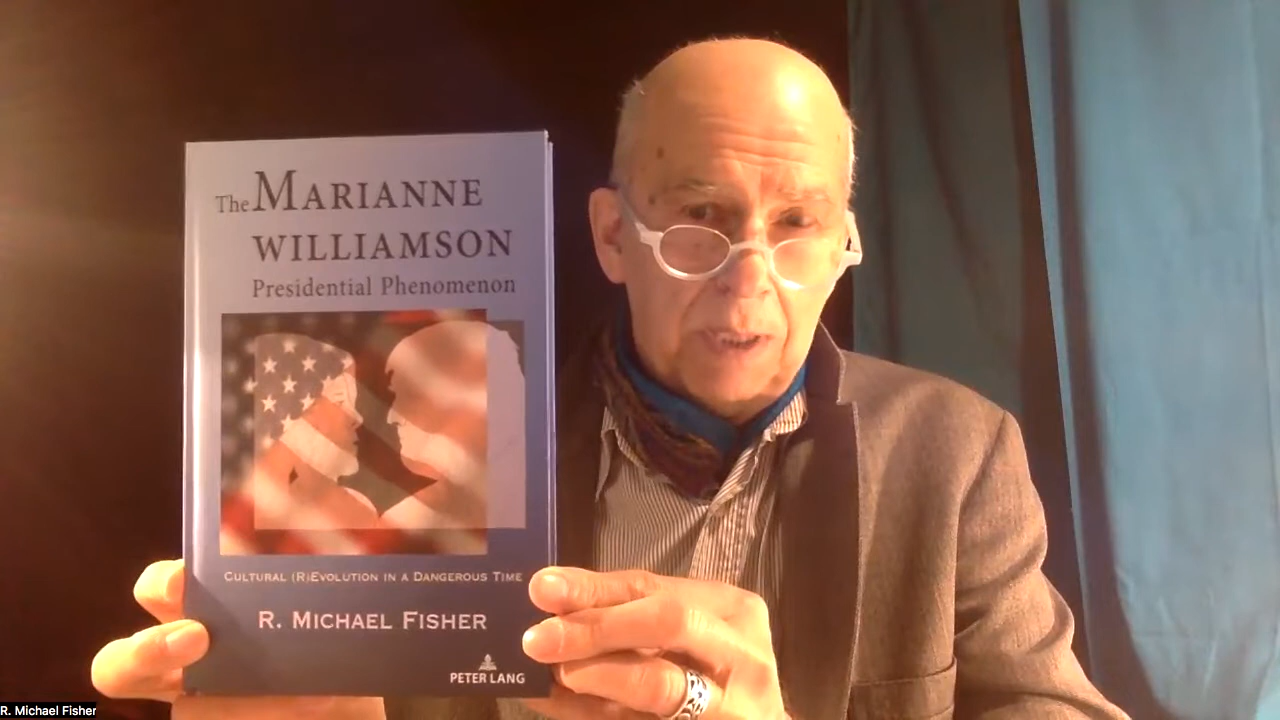 The MARIANNE
WILLIAMSON
Presidential Phenomenon
CULTURAL (R)EVOLUTION IN A DANGEROUS TIME
R. MICHAEL FISHER
PETER LANG
R. Michael Fisher